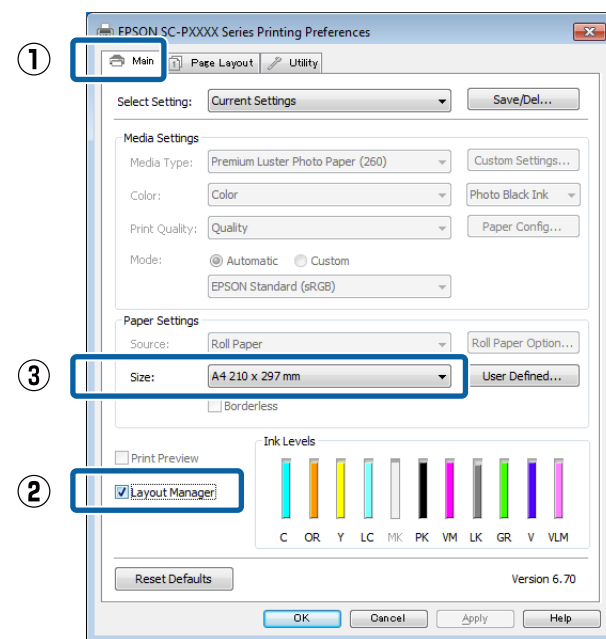 EPSON SC-PXXXX Series Printing Preferences
① Main Page Layout Utility
Select Setting: Current Settings Save/Del...
Media Settings
Media Type: Premium Luster Photo Paper (260) Custom Settings...
Color: Color Photo Black Ink
Print Quality: Quality Paper Config...
Mode: Automatic Custom
EPSON Standard (sRGB)
Paper Settings
Source: Roll Paper Roll Paper Option...
③ Size: A4 210 x 297 mm User Defined...
Borderless
Ink Levels
Print Preview
② Layout Manager
C OR Y LC MK PK VM LK GR V VLM
Reset Defaults Version 6.70
OK Cancel Apply Help